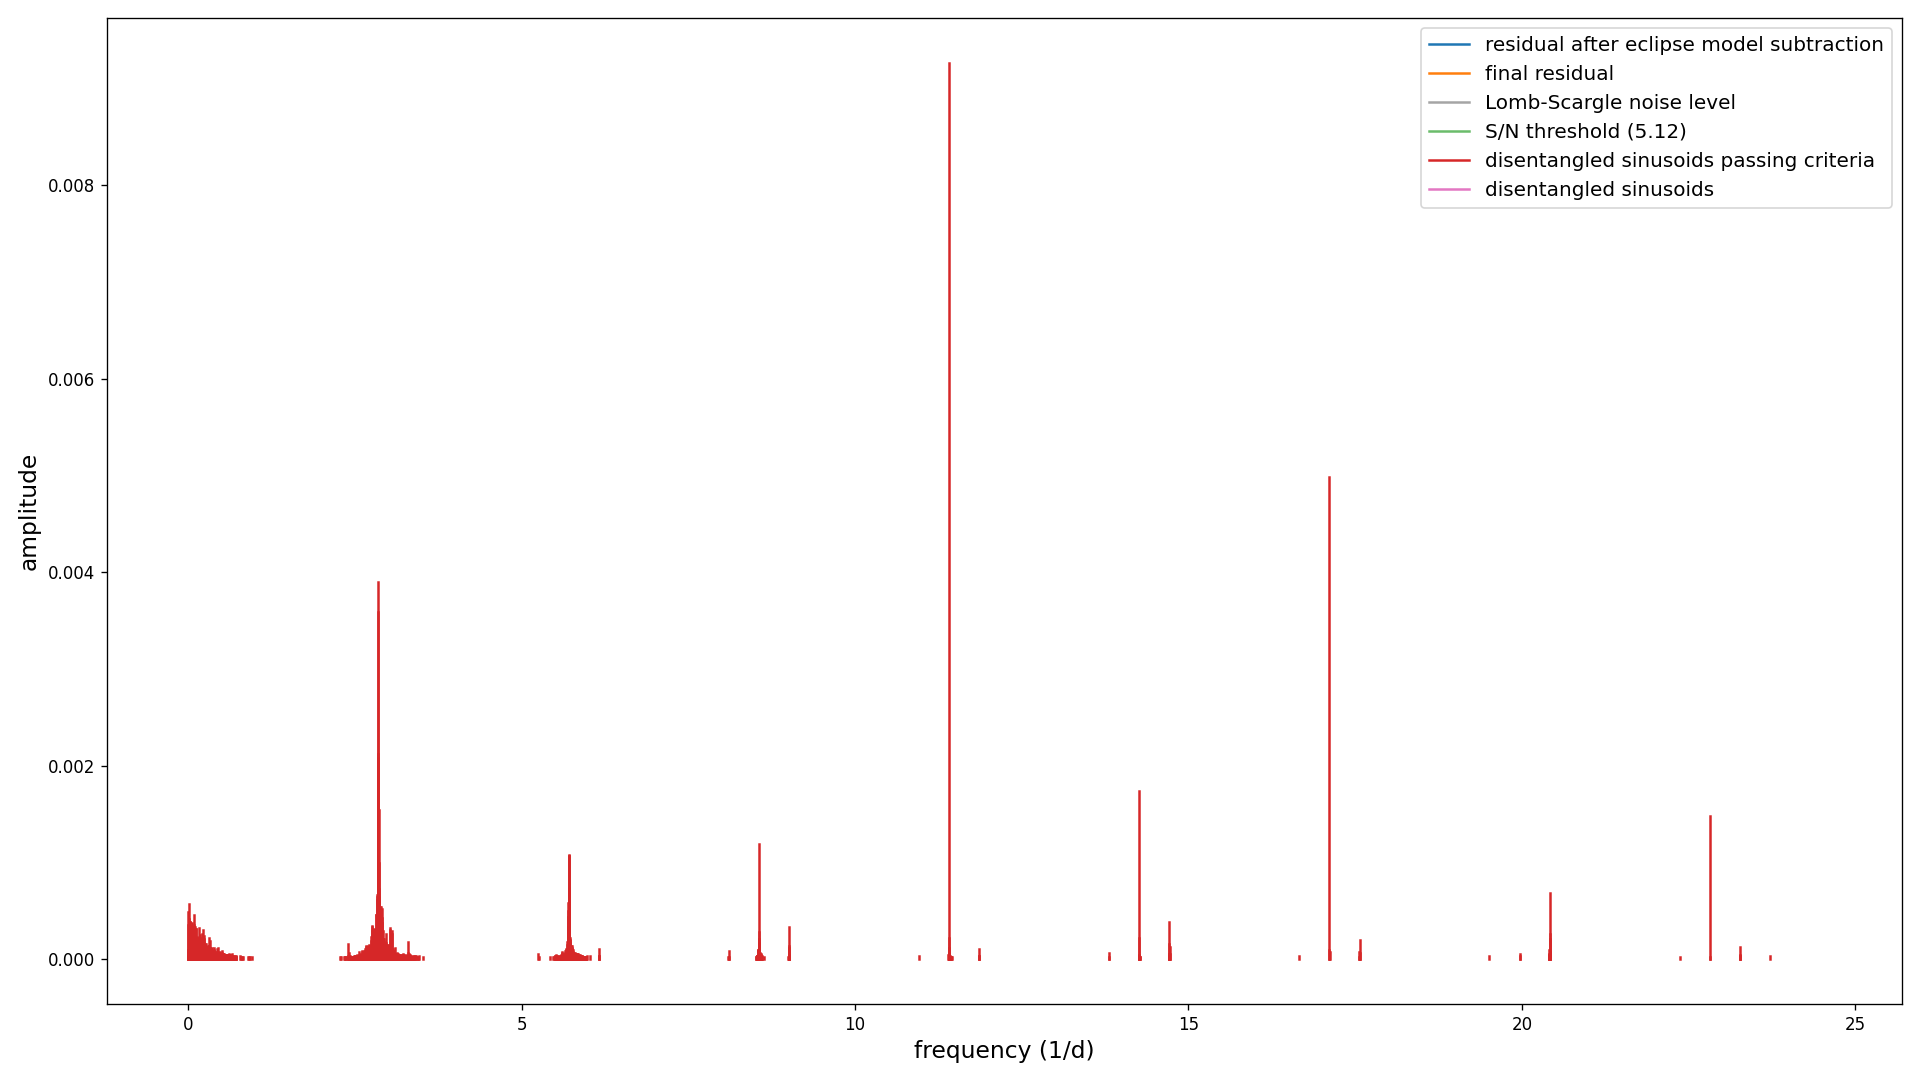 residual after eclipse model subtraction
final residual
Lomb-Scargle noise level
S/N threshold (5.12)
disentangled sinusoids passing criteria
disentangled sinusoids
0.008
0.006
0.004
0.002
0.000
amplitude
0 5 10 15 20 25
frequency (1/d)